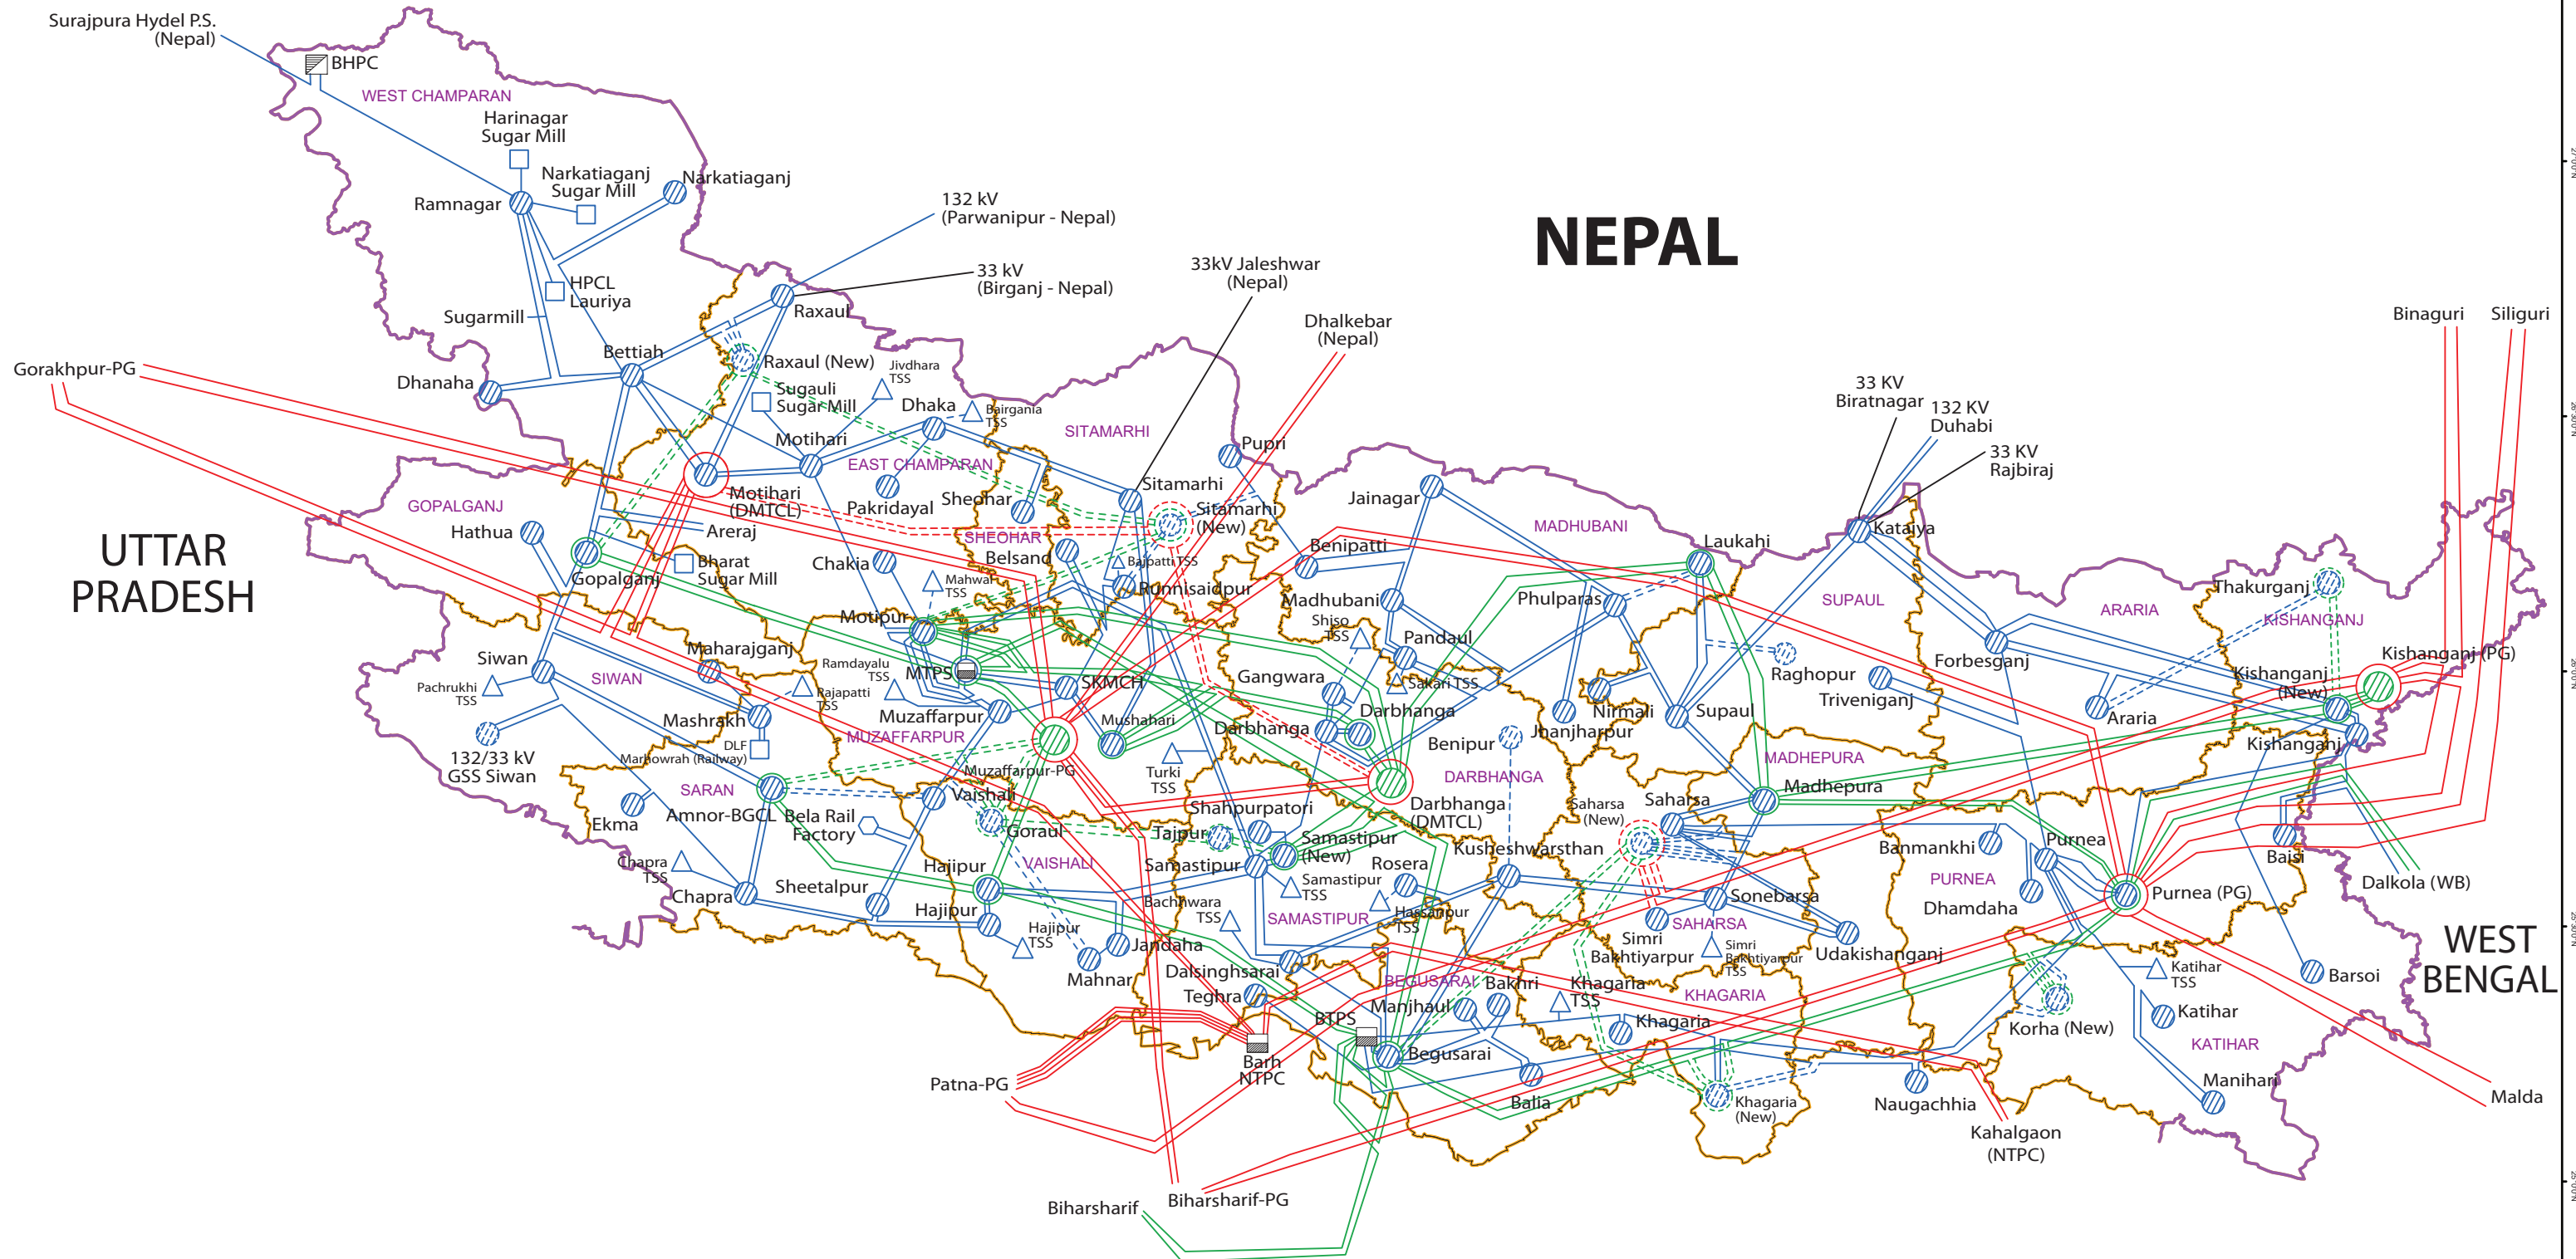 Surajpura Hydel P.S.
(Nepal)
BHPC
WEST CHAMPARAN
Harinagar
Sugar Mill
Narkatiaganj
Sugar Mill
Narkatiaganj
Ramnagar
132 kV
(Parwanipur - Nepal)
NEPAL
33 kV
(Birganj - Nepal)
33kV Jaleshwar
(Nepal)
HPCL
Lauriya
Sugarmill
Raxaul
Dhalkebar
(Nepal)
Binaguri
Siliguri
Bettiah
Raxaul (New)
Jivdhara
TSS
Gorakhpur-PG
Dhanaha
Sugauli
Sugar Mill
Dhaka
Bairgania
TSS
33 KV
Biratnagar
132 KV
Duhabi
33 KV
Rajbiraj
SITAMARHI
Motihari
Pupri
EAST CHAMPARAN
Motihari
(DMTCL)
Pakridayal
Sheohar
Sitamarhi
Jainagar
GOPALGANJ
Hathua
Areraj
Sitamarhi
(New)
MADHUBANI
Kataiya
UTTAR
PRADESH
SHEOHAR
Belsand
Benipatti
Laukahi
Gopalganj
Bharat
Sugar Mill
Chakia
Mahwal
TSS
Bajpatti TSS
Runnisaidpur
Thakurganj
Madhubani
Phulparas
SUPAUL
ARARIA
KISHANGANJ
Motipur
Shiso
TSS
Pandaul
Maharajganj
Siwan
Ramdayalu
TSS
MTPS
SKMCH
Raghopur
Forbesganj
Kishanganj (PG)
Kishanganj
(New)
Pachrukhi
TSS
SIWAN
Rajapatti
TSS
Gangwara
Sakari TSS
Triveniganj
Mashrakh
Muzaffarpur
Mushahari
Darbhanga
Darbhanga
Nirmali
Supaul
Araria
Jhanjharpur
MUZAFFARPUR
DLF
Marhowrah (Railway)
Benipur
Kishanganj
132/33 kV
GSS Siwan
Muzaffarpur-PG
Turki
TSS
DARBHANGA
MADHEPURA
Madhepura
SARAN
Vaishali
Amnor-BGCL
Bela Rail
Factory
Ekma
Goraul
Shahpurpatori
Tajpur
Darbhanga
(DMTCL)
Saharsa
(New)
Saharsa
Samastipur
(New)
Kusheshwarsthan
Banmankhi
Purnea
Baisi
Chapra
TSS
Hajipur
VAISHALI
Samastipur
Rosera
Samastipur
TSS
PURNEA
Dalkola (WB)
Chapra
Sheetalpur
Hajipur
Bachhwara
TSS
SAMASTIPUR
Hassanpur
TSS
Sonebarsa
Dhamdaha
Purnea (PG)
Hajipur
TSS
Jandaha
SAHARSA
Simri
Bakhtiyarpur
Simri
Bakhtiyarpur
TSS
Udakishanganj
WEST
BENGAL
Mahnar
Dalsinghsarai
Teghra
BEGUSARAI
Manjhaul
Bakhri
Khagaria
TSS
KHAGARIA
Katihar
TSS
Barsoi
BTPS
Khagaria
Korha (New)
Katihar
Barh
NTPC
Begusarai
KATIHAR
Patna-PG
Balia
Khagaria
(New)
Naugachhia
Manihari
Malda
Kahalgaon
(NTPC)
Biharsharif
Biharsharif-PG